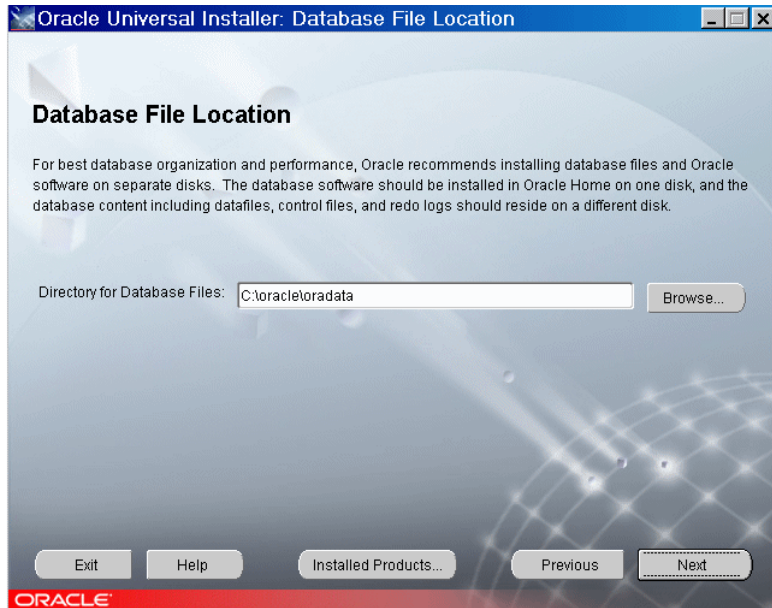 Oracle Universal Installer: Database File Location
Database File Location
For best database organization and performance, Oracle recommends installing database files and Oracle
software on separate disks.  The database software should be installed in Oracle Home on one disk, and the
database content including datafiles, control files, and redo logs should reside on a different disk.
Directory for Database Files: C:\oracle\oradata Browse...
Exit Help Installed Products... Previous Next
ORACLE